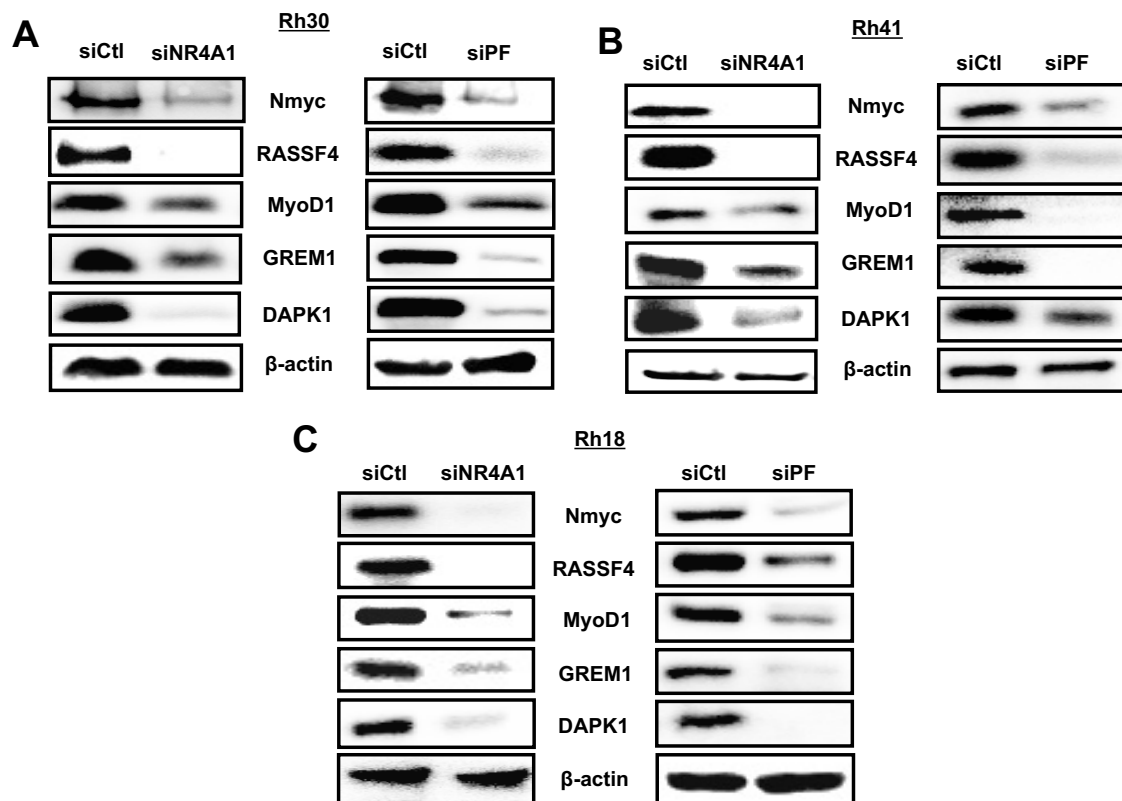 A
Rh30
siCtl siNR4A1 siCtl siPF
Nmyc
RASSF4
MyoD1
GREM1
DAPK1
β-actin
B
Rh41
siCtl siNR4A1 siCtl siPF
Nmyc
RASSF4
MyoD1
GREM1
DAPK1
β-actin
C
Rh18
siCtl siNR4A1 siCtl siPF
Nmyc
RASSF4
MyoD1
GREM1
DAPK1
β-actin